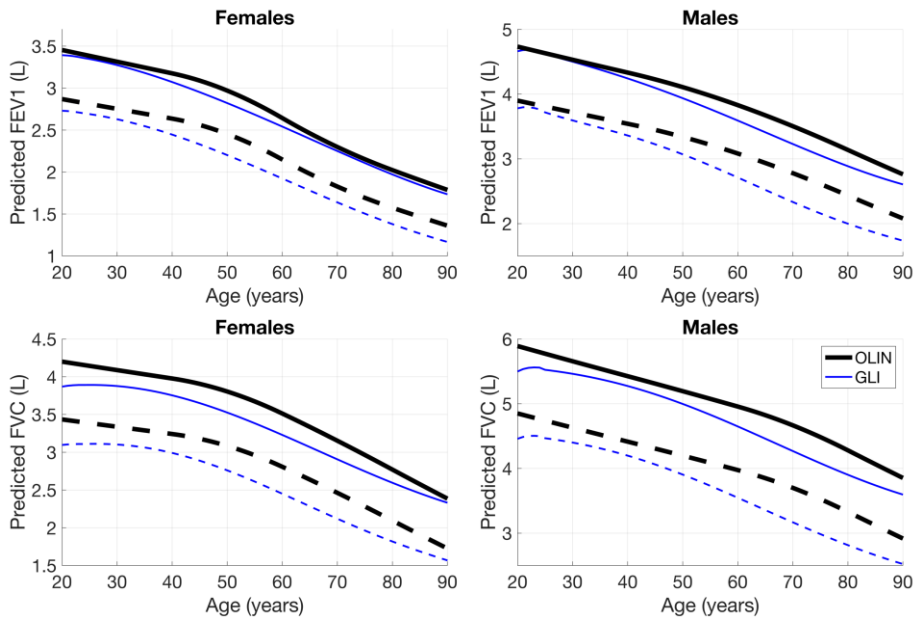 Females
Predicted FEV1 (L)
3.5
3
2.5
2
1.5
1
20 30 40 50 60 70 80 90
Age (years)
Males
Predicted FEV1 (L)
5
4
3
2
20 30 40 50 60 70 80 90
Age (years)
Females
Predicted FVC (L)
4.5
4
3.5
3
2.5
2
1.5
20 30 40 50 60 70 80 90
Age (years)
Males
Predicted FVC (L)
6
5
4
3
OLIN
GLI
20 30 40 50 60 70 80 90
Age (years)